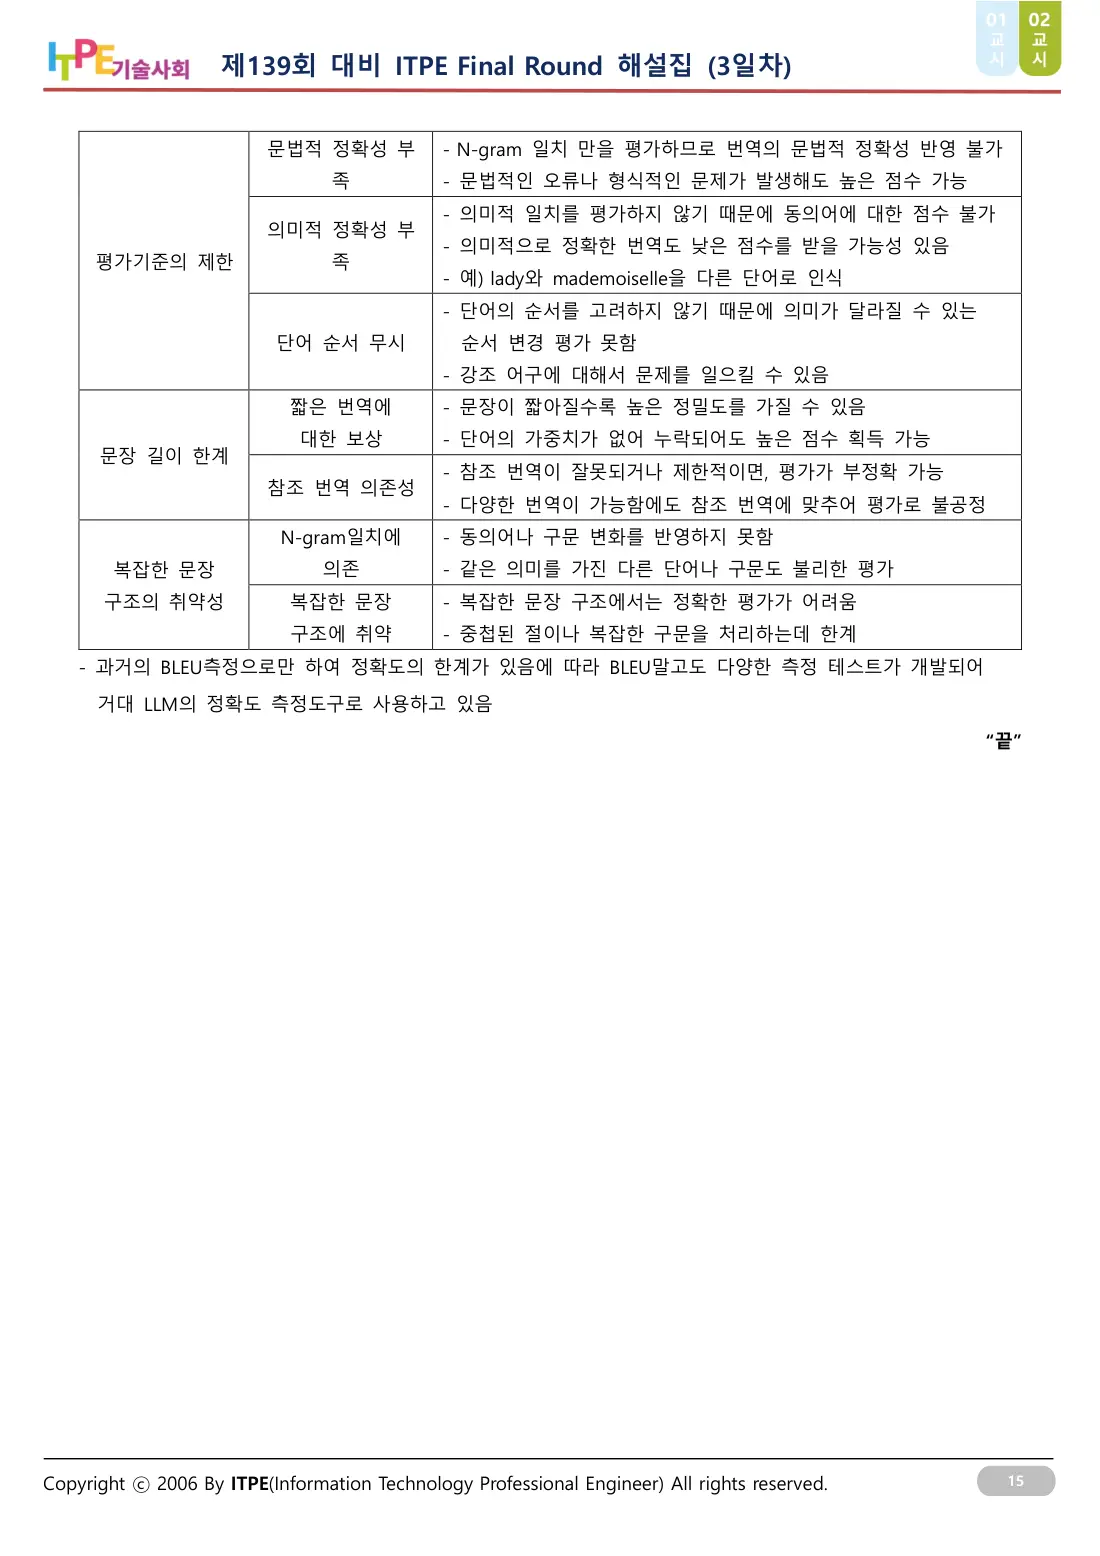 ITPE기술사회 제139회 대비 ITPE Final Round 해설집 (3일차)
01 교시
02 교시
평가기준의 제한
문법적 정확성 부
족
- N-gram 일치 만을 평가하므로 번역의 문법적 정확성 반영 불가
- 문법적인 오류나 형식적인 문제가 발생해도 높은 점수 가능
의미적 정확성 부
족
- 의미적 일치를 평가하지 않기 때문에 동의어에 대한 점수 불가
- 의미적으로 정확한 번역도 낮은 점수를 받을 가능성 있음
- 예) lady와 mademoiselle을 다른 단어로 인식
단어 순서 무시
- 단어의 순서를 고려하지 않기 때문에 의미가 달라질 수 있는
순서 변경 평가 못함
- 강조 어구에 대해서 문제를 일으킬 수 있음
문장 길이 한계
짧은 번역에
대한 보상
- 문장이 짧아질수록 높은 정밀도를 가질 수 있음
- 단어의 가중치가 없어 누락되어도 높은 점수 획득 가능
참조 번역 의존성
- 참조 번역이 잘못되거나 제한적이면, 평가가 부정확 가능
- 다양한 번역이 가능함에도 참조 번역에 맞추어 평가로 불공정
복잡한 문장
구조의 취약성
N-gram일치에
의존
- 동의어나 구문 변화를 반영하지 못함
- 같은 의미를 가진 다른 단어나 구문도 불리한 평가
복잡한 문장
구조에 취약
- 복잡한 문장 구조에서는 정확한 평가가 어려움
- 중첩된 절이나 복잡한 구문을 처리하는데 한계
- 과거의 BLEU측정으로만 하여 정확도의 한계가 있음에 따라 BLEU말고도 다양한 측정 테스트가 개발되어
거대 LLM의 정확도 측정도구로 사용하고 있음
“끝”
Copyright ⓒ 2006 By ITPE(Information Technology Professional Engineer) All rights reserved.
15